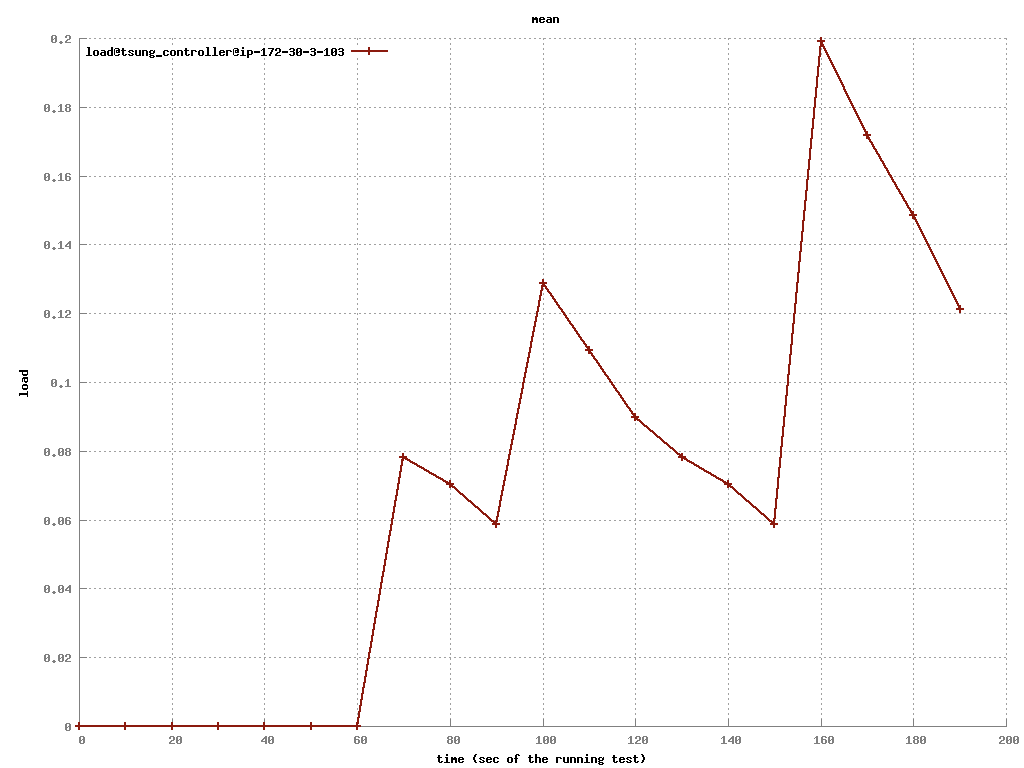 mean
load@tsung_controller@ip-172-30-3-103
0.2
0.18
0.16
0.14
0.12
0.1
0.08
0.06
0.04
0.02
0
load
0 20 40 60 80 100 120 140 160 180 200
time (sec of the running test)